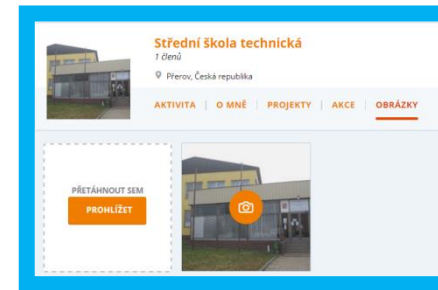 Střední škola technická
1 členů
Přerov, Česká republika
AKTIVITA | O MNĚ | PROJEKTY | AKCE | OBRÁZKY
PŘETÁHNOUT SEM
PROHLÍŽET